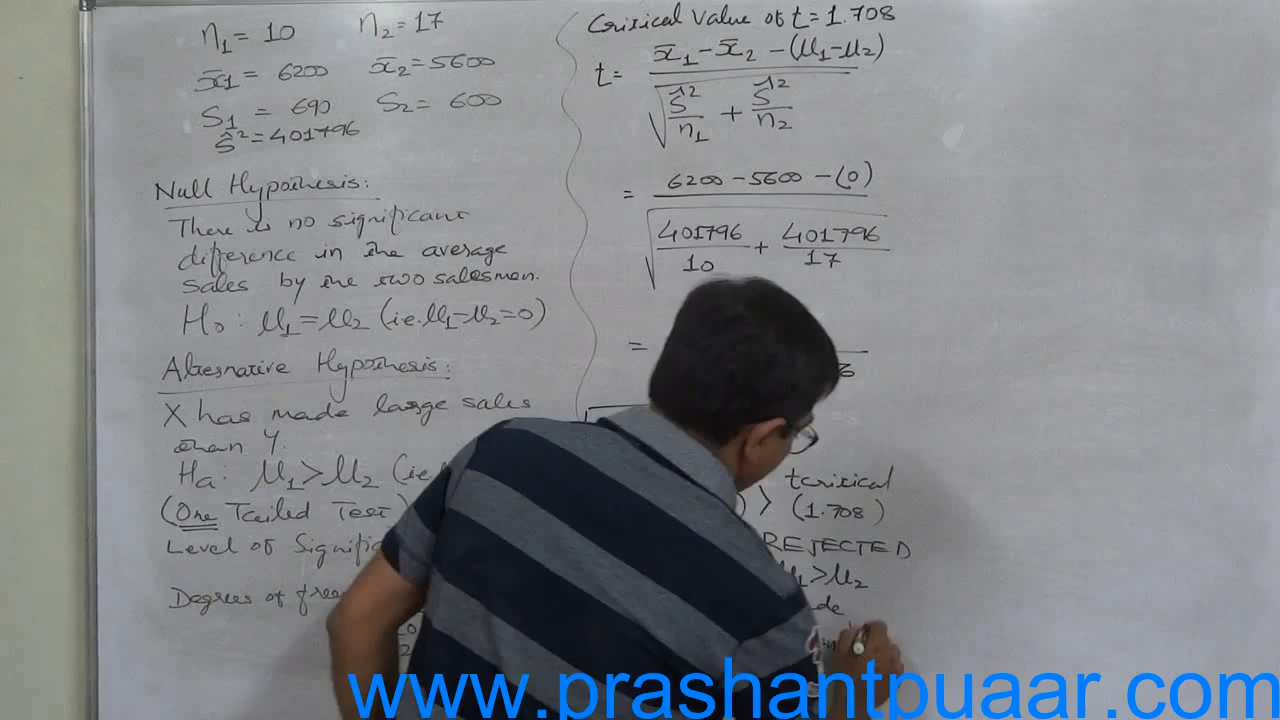 n₁ = 10 n₂ = 17
x̄₁ = 6200 x̄₂ = 5600
S₁ = 690 S₂ = 600
Ŝ² = 401796
Null Hypothesis:
There is no significant
difference in the average
sales by the two salesmen.
H₀: μ₁ = μ₂ (i.e. μ₁-μ₂=0)
Alternative Hypothesis:
X has made large sales
than Y.
Ha: μ₁ > μ₂ (i.e
(One Tailed Test)
Level of Signific
Degrees of free
Critical Value of t = 1.708
t = x̄₁ - x̄₂ - (μ₁-μ₂)
√ Ŝ²/n₁ + Ŝ²/n₂
= 6200 - 5600 - (0)
√ 401796/10 + 401796/17
=
) > tcritical
(1.708)
REJECTED
μ₁ > μ₂
www.prashantpuaar.com